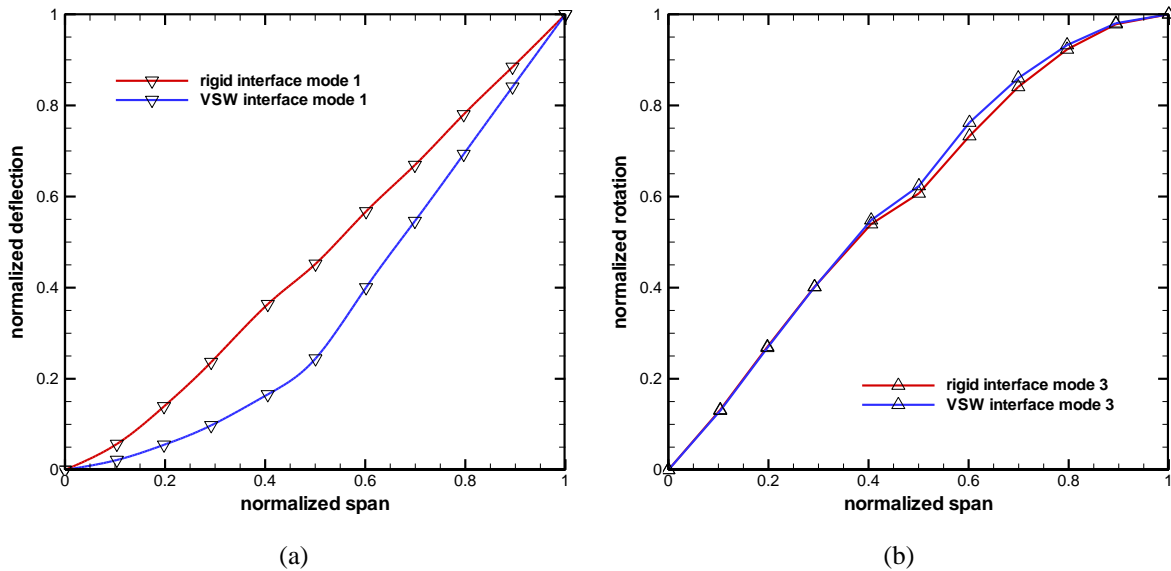 1
0.8
0.6
0.4
0.2
0
0 0.2 0.4 0.6 0.8 1
normalized deflection
normalized span
rigid interface mode 1
VSW interface mode 1
(a)
1
0.8
0.6
0.4
0.2
0
0 0.2 0.4 0.6 0.8 1
normalized rotation
normalized span
rigid interface mode 3
VSW interface mode 3
(b)